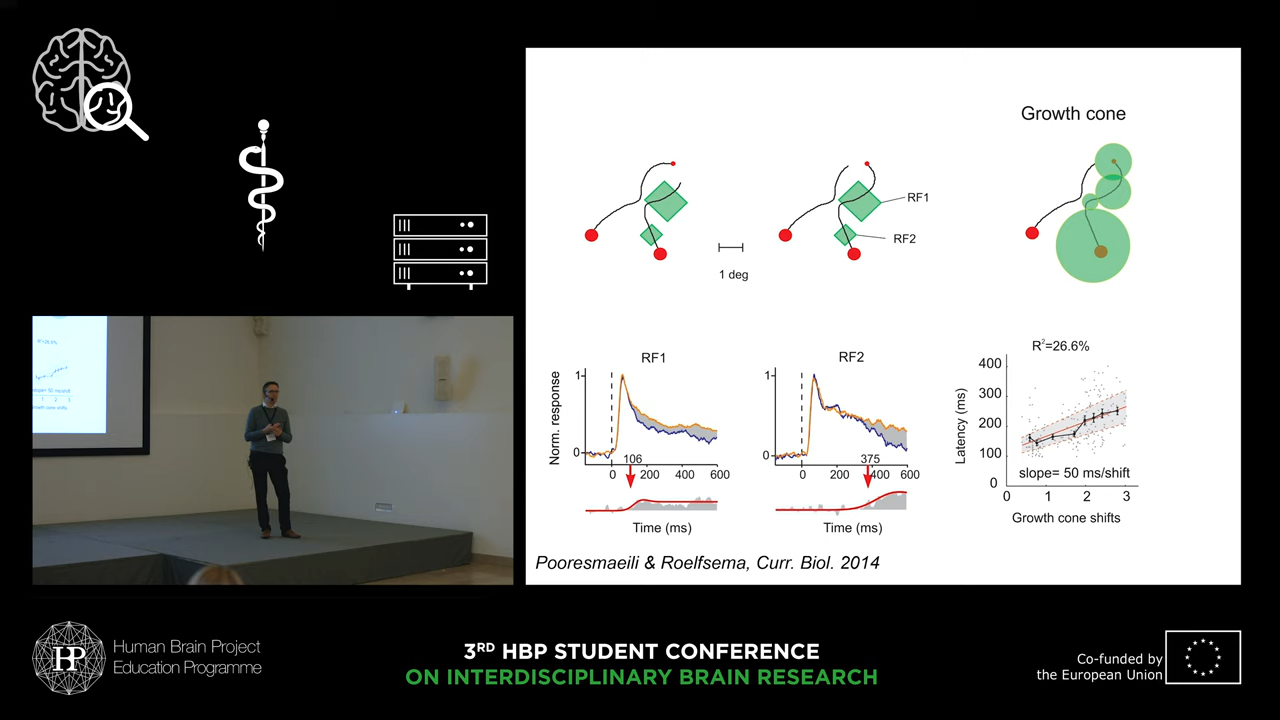 Growth cone
RF1
RF2
1 deg
RF1
Norm. response
1
0
106
0 200 400 600
Time (ms)
RF2
1
0
375
0 200 400 600
Time (ms)
R²=26.6%
Latency (ms)
400
300
200
100
0
slope= 50 ms/shift
0 1 2 3
Growth cone shifts
Pooresmaeili & Roelfsema, Curr. Biol. 2014
HP
Human Brain Project
Education Programme
3RD HBP STUDENT CONFERENCE
ON INTERDISCIPLINARY BRAIN RESEARCH
Co-funded by
the European Union